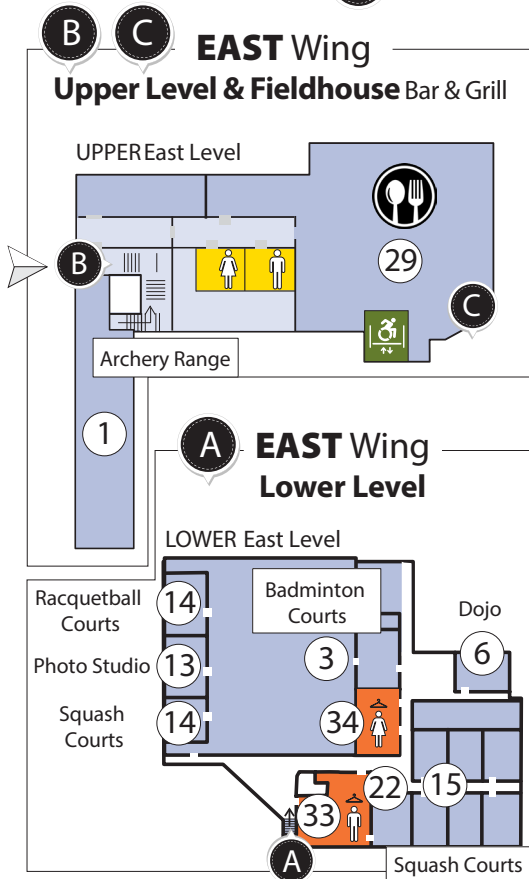 B C
EAST Wing
Upper Level & Fieldhouse Bar & Grill
UPPER East Level
B
29
C
Archery Range
1
A
EAST Wing
Lower Level
LOWER East Level
Racquetball
Courts
14
Badminton
Courts
Dojo
6
Photo Studio
13
3
Squash
Courts
14
34
22
15
33
A
Squash Courts